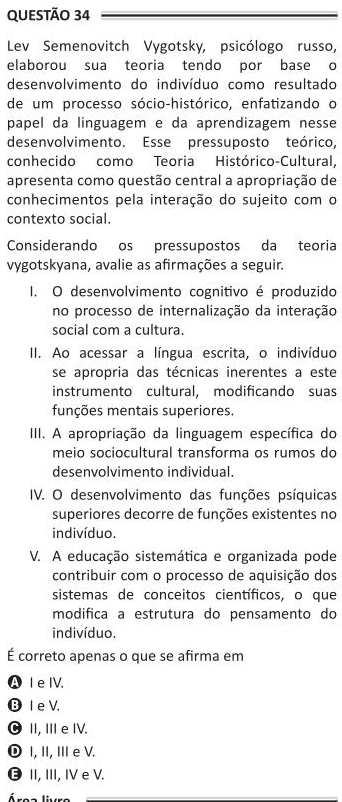 QUESTÃO 34
Lev Semenovitch Vygotsky, psicólogo russo,
elaborou sua teoria tendo por base o
desenvolvimento do indivíduo como resultado
de um processo sócio-histórico, enfatizando o
papel da linguagem e da aprendizagem nesse
desenvolvimento. Esse pressuposto teórico,
conhecido como Teoria Histórico-Cultural,
apresenta como questão central a apropriação de
conhecimentos pela interação do sujeito com o
contexto social.
Considerando os pressupostos da teoria
vygotskyana, avalie as afirmações a seguir.
I. O desenvolvimento cognitivo é produzido
no processo de internalização da interação
social com a cultura.
II. Ao acessar a língua escrita, o indivíduo
se apropria das técnicas inerentes a este
instrumento cultural, modificando suas
funções mentais superiores.
III. A apropriação da linguagem específica do
meio sociocultural transforma os rumos do
desenvolvimento individual.
IV. O desenvolvimento das funções psíquicas
superiores decorre de funções existentes no
indivíduo.
V. A educação sistemática e organizada pode
contribuir com o processo de aquisição dos
sistemas de conceitos científicos, o que
modifica a estrutura do pensamento do
indivíduo.
É correto apenas o que se afirma em
A I e IV.
B I e V.
C II, III e IV.
D I, II, III e V.
E II, III, IV e V.
Área livre